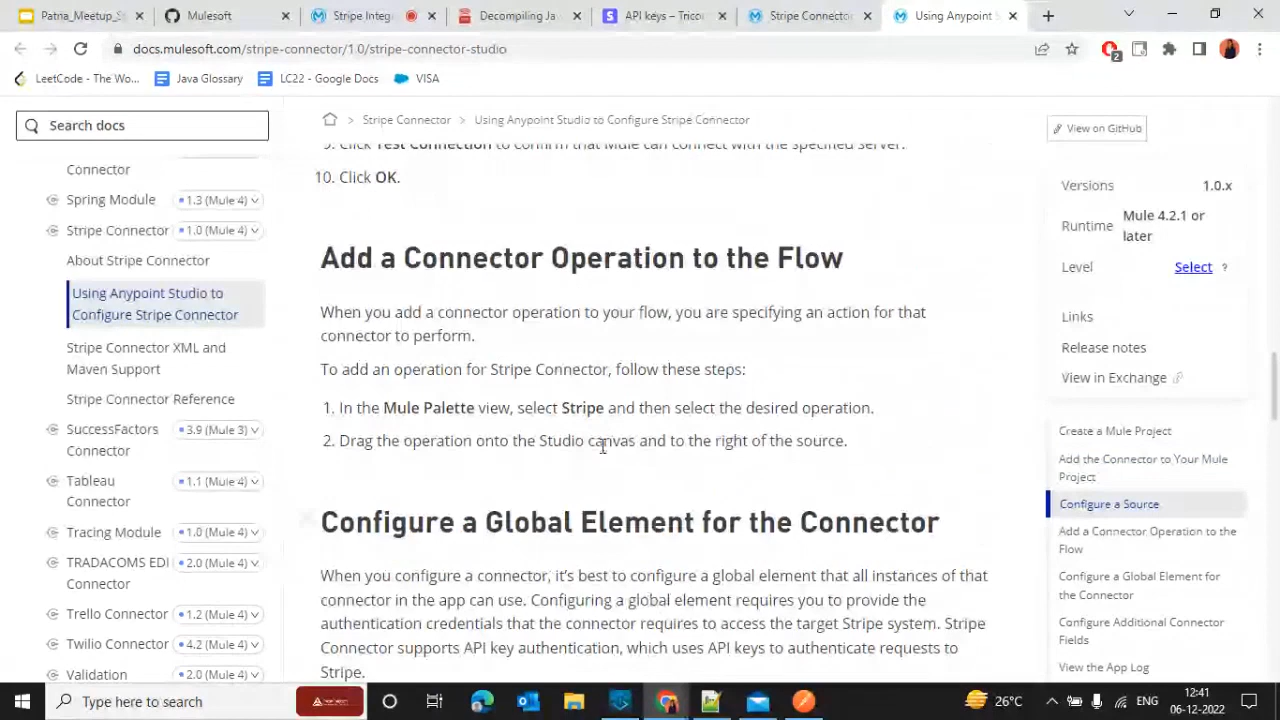 Patna_Meetup_S
Mulesoft
Stripe Integ
Decompiling Ja
API keys – Trico
Stripe Connector
Using Anypoint S
docs.mulesoft.com/stripe-connector/1.0/stripe-connector-studio
2
LeetCode - The Wo...
Java Glossary
LC22 - Google Docs
VISA
Search docs
Stripe Connector > Using Anypoint Studio to Configure Stripe Connector
View on GitHub
Connector
Spring Module 1.3 (Mule 4)
Stripe Connector 1.0 (Mule 4)
About Stripe Connector
Using Anypoint Studio to
Configure Stripe Connector
Stripe Connector XML and
Maven Support
Stripe Connector Reference
SuccessFactors 3.9 (Mule 3)
Connector
Tableau 1.1 (Mule 4)
Connector
Tracing Module 1.0 (Mule 4)
TRADACOMS EDI 2.0 (Mule 4)
Connector
Trello Connector 1.2 (Mule 4)
Twilio Connector 4.2 (Mule 4)
Validation 2.0 (Mule 4)
9. Click Test Connection to confirm that Mule can connect with the specified server.
10. Click OK.
Add a Connector Operation to the Flow
When you add a connector operation to your flow, you are specifying an action for that
connector to perform.
To add an operation for Stripe Connector, follow these steps:
1. In the Mule Palette view, select Stripe and then select the desired operation.
2. Drag the operation onto the Studio canvas and to the right of the source.
Configure a Global Element for the Connector
When you configure a connector, it's best to configure a global element that all instances of that
connector in the app can use. Configuring a global element requires you to provide the
authentication credentials that the connector requires to access the target Stripe system. Stripe
Connector supports API key authentication, which uses API keys to authenticate requests to
Stripe.
Versions 1.0.x
Runtime Mule 4.2.1 or
later
Level Select ?
Links
Release notes
View in Exchange
Create a Mule Project
Add the Connector to Your Mule
Project
Configure a Source
Add a Connector Operation to the
Flow
Configure a Global Element for
the Connector
Configure Additional Connector
Fields
View the App Log
Type here to search
26°C
ENG
12:41
06-12-2022